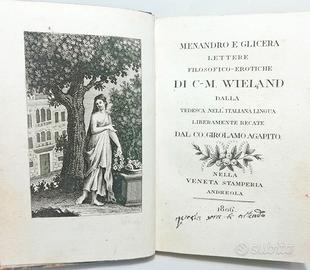 MENANDRO E GLICERA
LETTERE
FILOSOFICO-EROTICHE
DI C-M. WIELAND
DALLA
TEDESCA NELL'ITALIANA LINGUA
LIBERAMENTE RECATE
DAL CO. GIROLAMO AGAPITO.
NELLA
VENETA STAMPERIA
ANDREOLA
1806.
subito